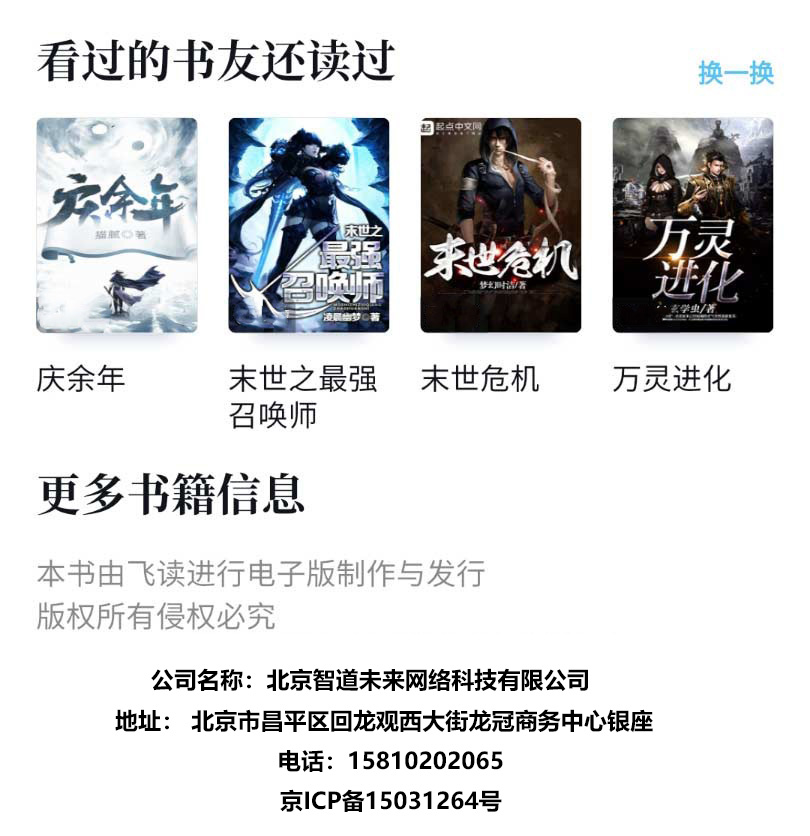 看过的书友还读过
换一换
庆余年
猫腻◎著
末世之
最强
召唤师
凌晨幽梦◎著
起点中文网
末世危机
梦幻时活/著
万灵
进化
玄学虫/著
庆余年
末世之最强
召唤师
末世危机
万灵进化
更多书籍信息
本书由飞读进行电子版制作与发行
版权所有侵权必究
公司名称：北京智道未来网络科技有限公司
地址： 北京市昌平区回龙观西大街龙冠商务中心银座
电话：15810202065
京ICP备15031264号